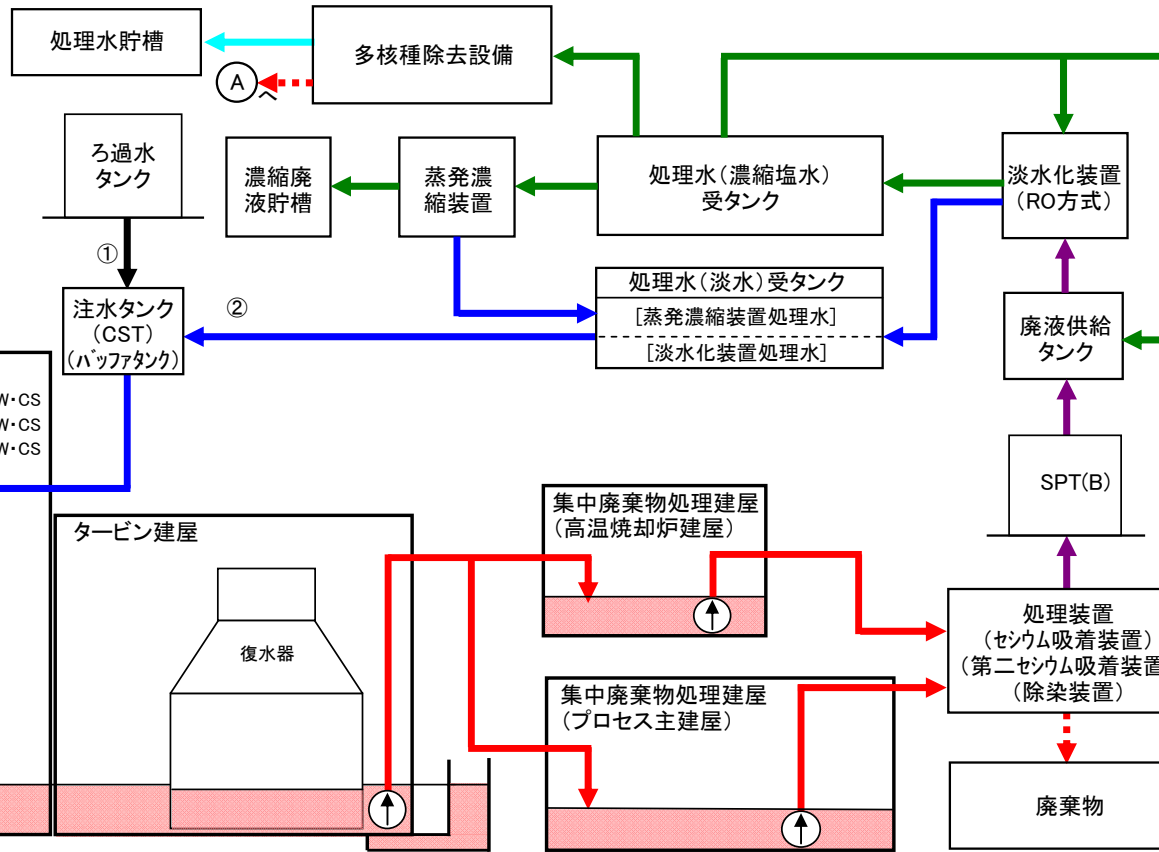 処理水貯槽
多核種除去設備
A
へ
ろ過水
タンク
濃縮廃
液貯槽
蒸発濃
縮装置
処理水(濃縮塩水)
受タンク
淡水化装置
(RO方式)
①
注水タンク
(CST)
(バッファタンク)
②
処理水(淡水)受タンク
[蒸発濃縮装置処理水]
[淡水化装置処理水]
廃液供給
タンク
W・CS
W・CS
W・CS
SPT(B)
タービン建屋
復水器
集中廃棄物処理建屋
(高温焼却炉建屋)
集中廃棄物処理建屋
(プロセス主建屋)
処理装置
(セシウム吸着装置)
(第二セシウム吸着装置
(除染装置)
廃棄物